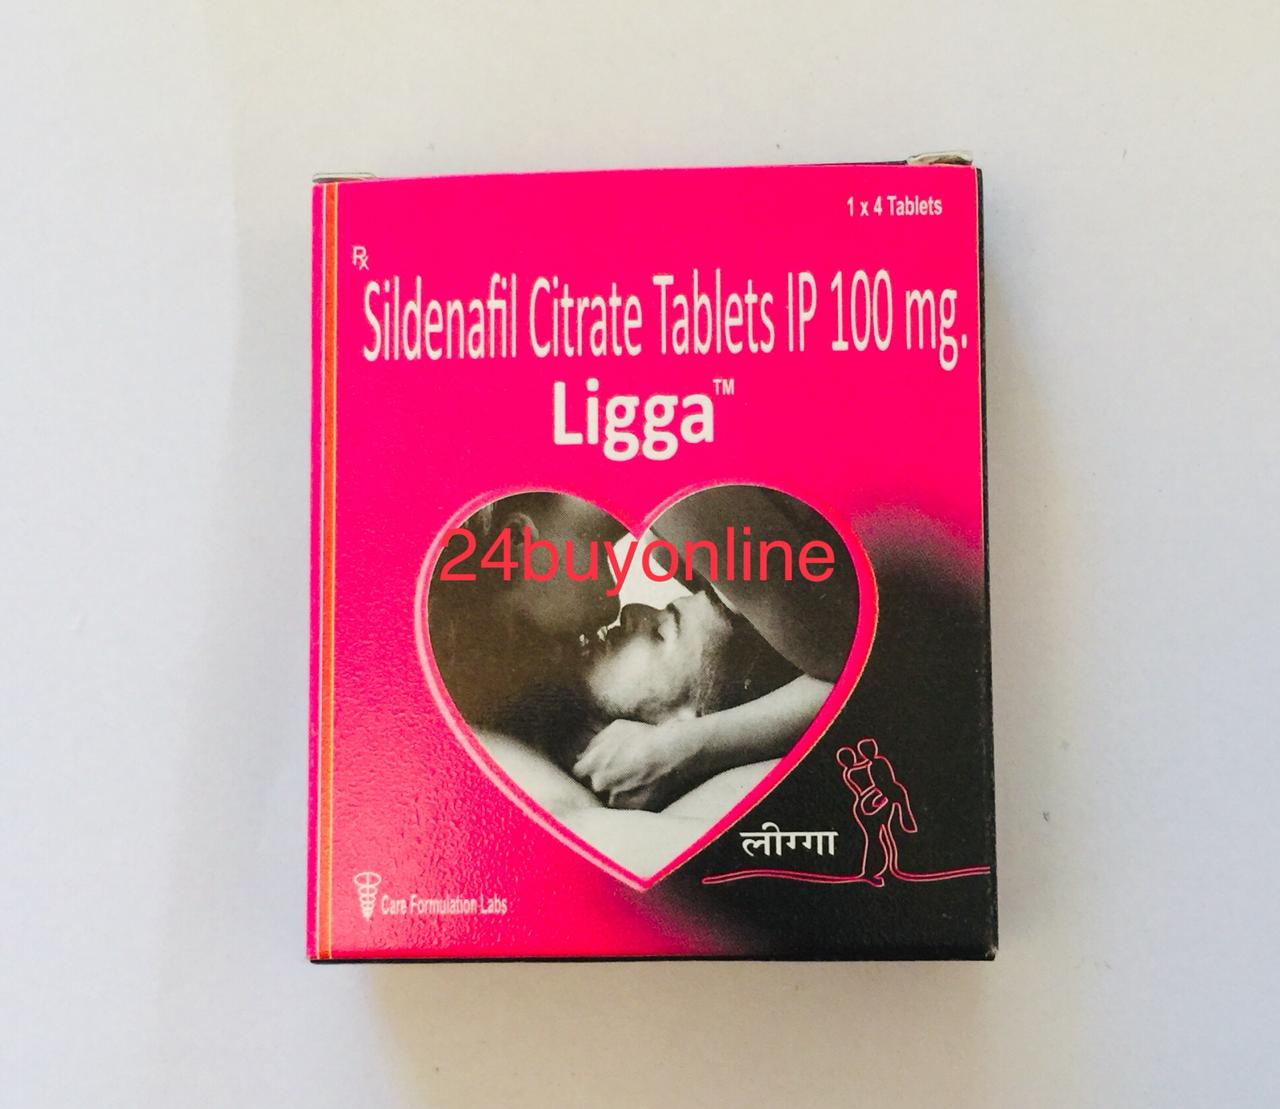 1 x 4 Tablets
Rx
Sildenafil Citrate Tablets IP 100 mg.
Ligga™
24buyonline
लीग्गा
Care Formulation Labs